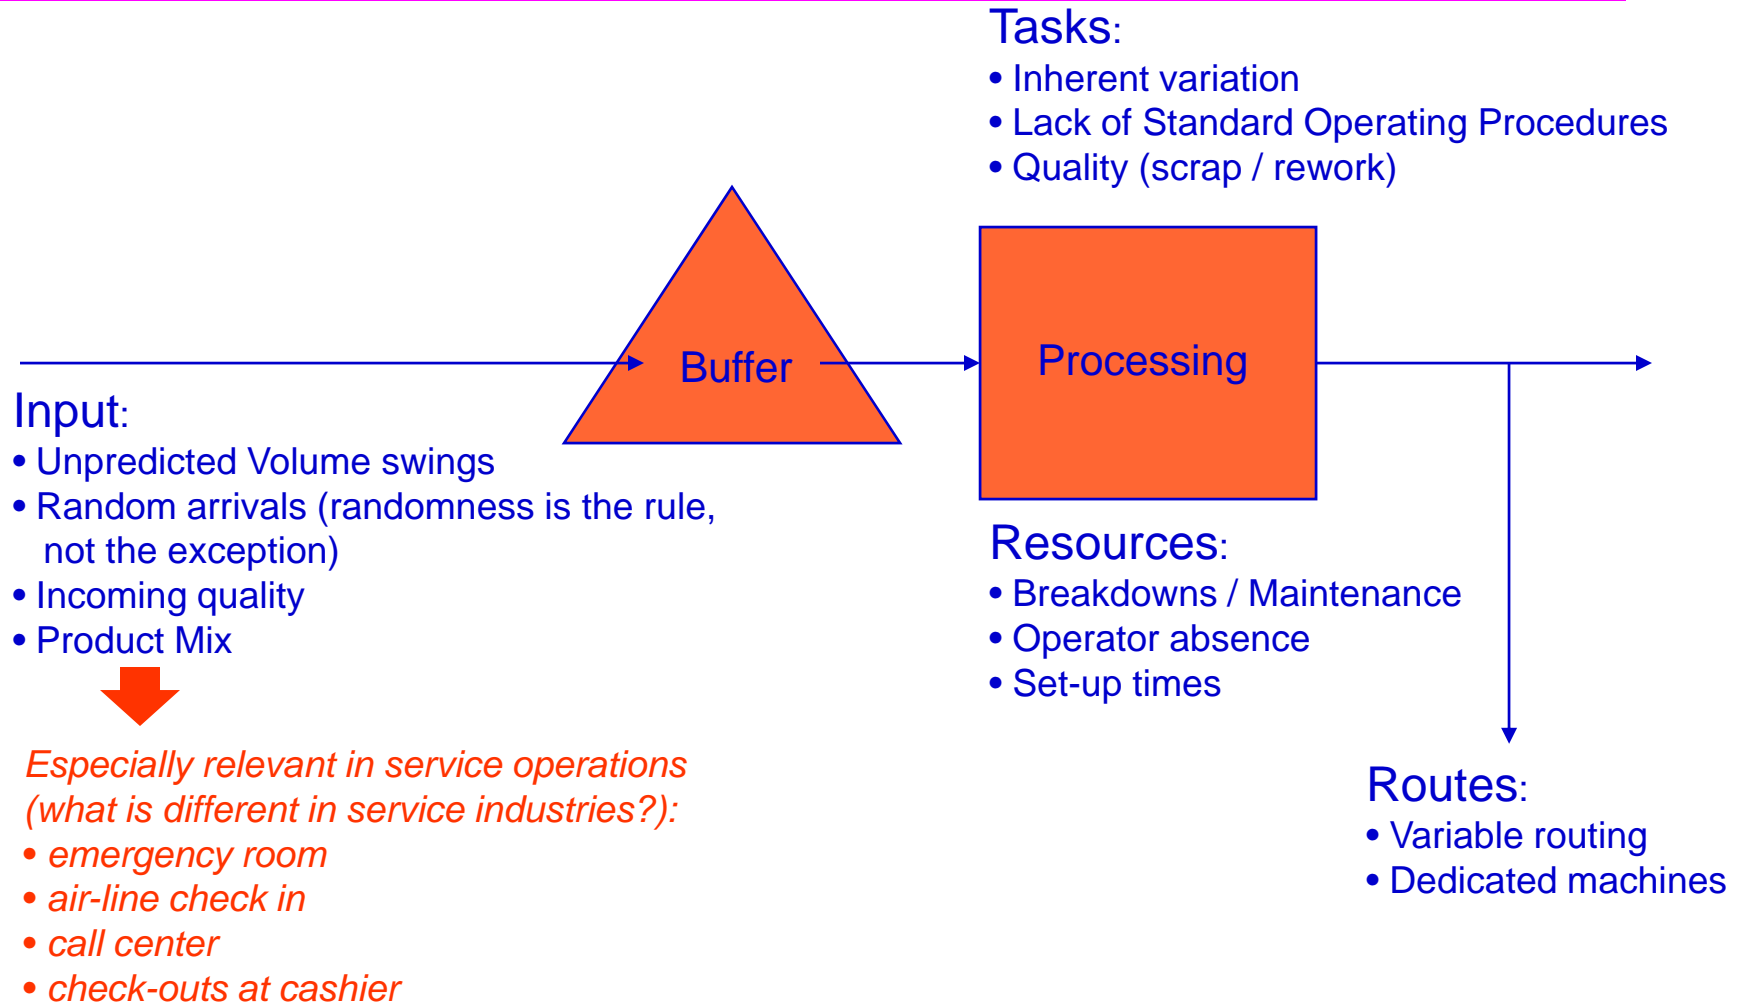 Tasks:
• Inherent variation
• Lack of Standard Operating Procedures
• Quality (scrap / rework)
Buffer
Processing
Input:
• Unpredicted Volume swings
• Random arrivals (randomness is the rule,
not the exception)
• Incoming quality
• Product Mix
Resources:
• Breakdowns / Maintenance
• Operator absence
• Set-up times
Especially relevant in service operations
(what is different in service industries?):
• emergency room
• air-line check in
• call center
• check-outs at cashier
Routes:
• Variable routing
• Dedicated machines